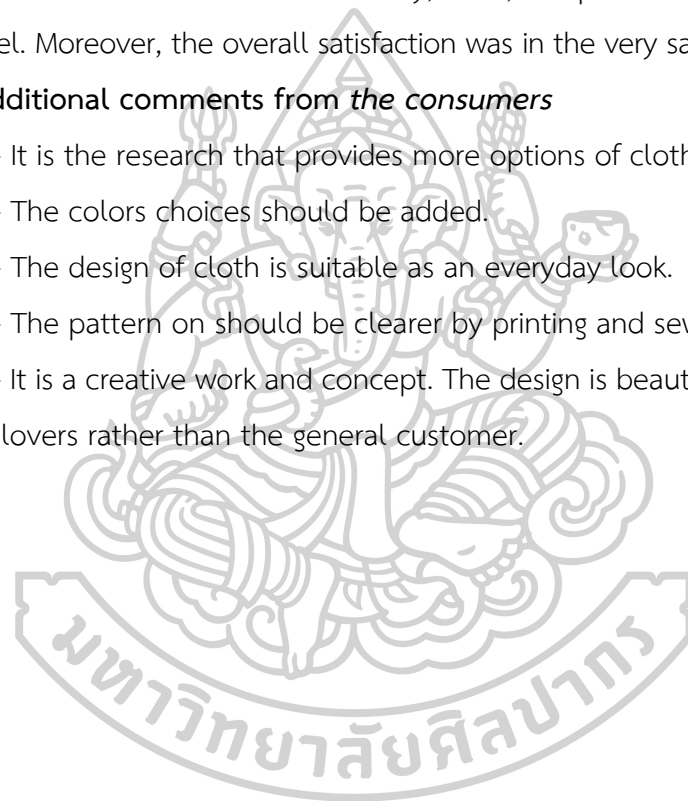 el. Moreover, the overall satisfaction was in the very sa
dditional comments from the consumers
- It is the research that provides more options of cloth
- The colors choices should be added.
- The design of cloth is suitable as an everyday look.
- The pattern on should be clearer by printing and sev
- It is a creative work and concept. The design is beaut
lovers rather than the general customer.
มหาวิทยาลัยศิลปากร